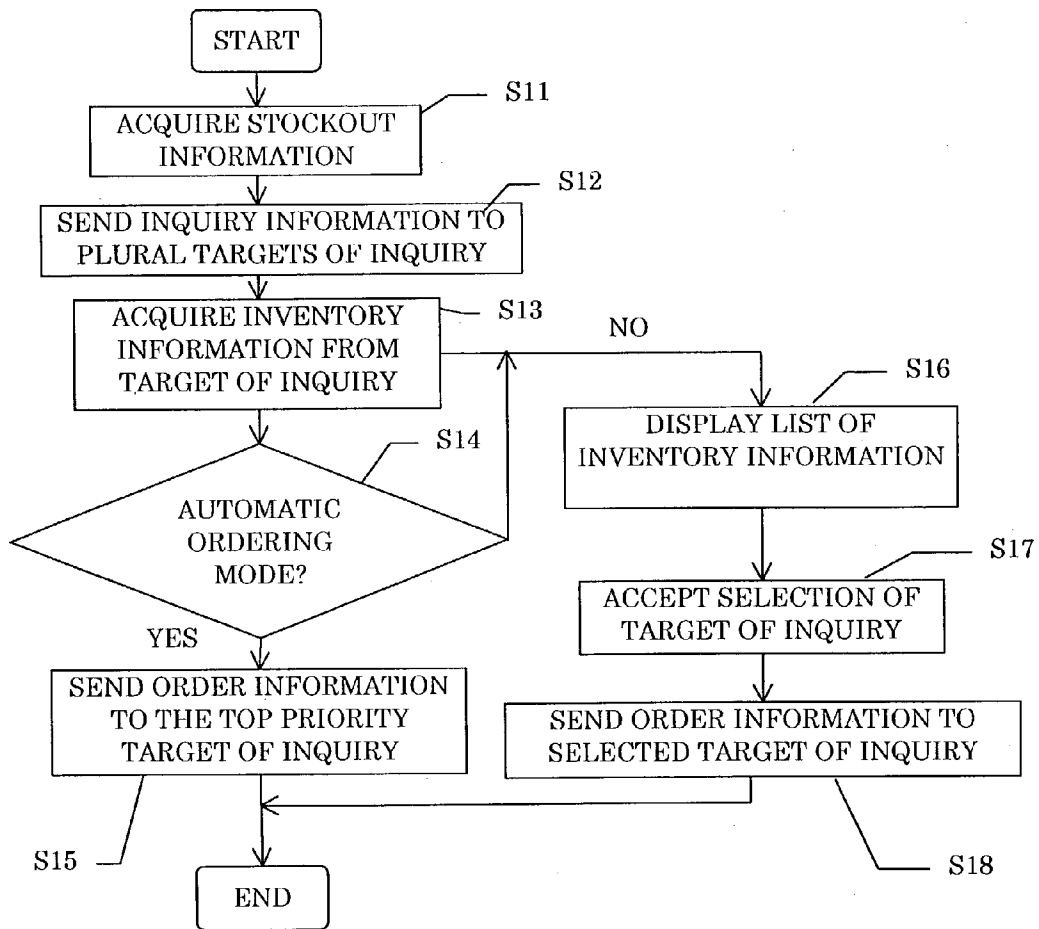 START
S11
ACQUIRE STOCKOUT
INFORMATION
S12
SEND INQUIRY INFORMATION TO
PLURAL TARGETS OF INQUIRY
S13
ACQUIRE INVENTORY
INFORMATION FROM
TARGET OF INQUIRY
NO
S14
AUTOMATIC
ORDERING
MODE?
YES
SEND ORDER INFORMATION
TO THE TOP PRIORITY
TARGET OF INQUIRY
S15
S16
DISPLAY LIST OF
INVENTORY INFORMATION
S17
ACCEPT SELECTION OF
TARGET OF INQUIRY
SEND ORDER INFORMATION TO
SELECTED TARGET OF INQUIRY
S18
END